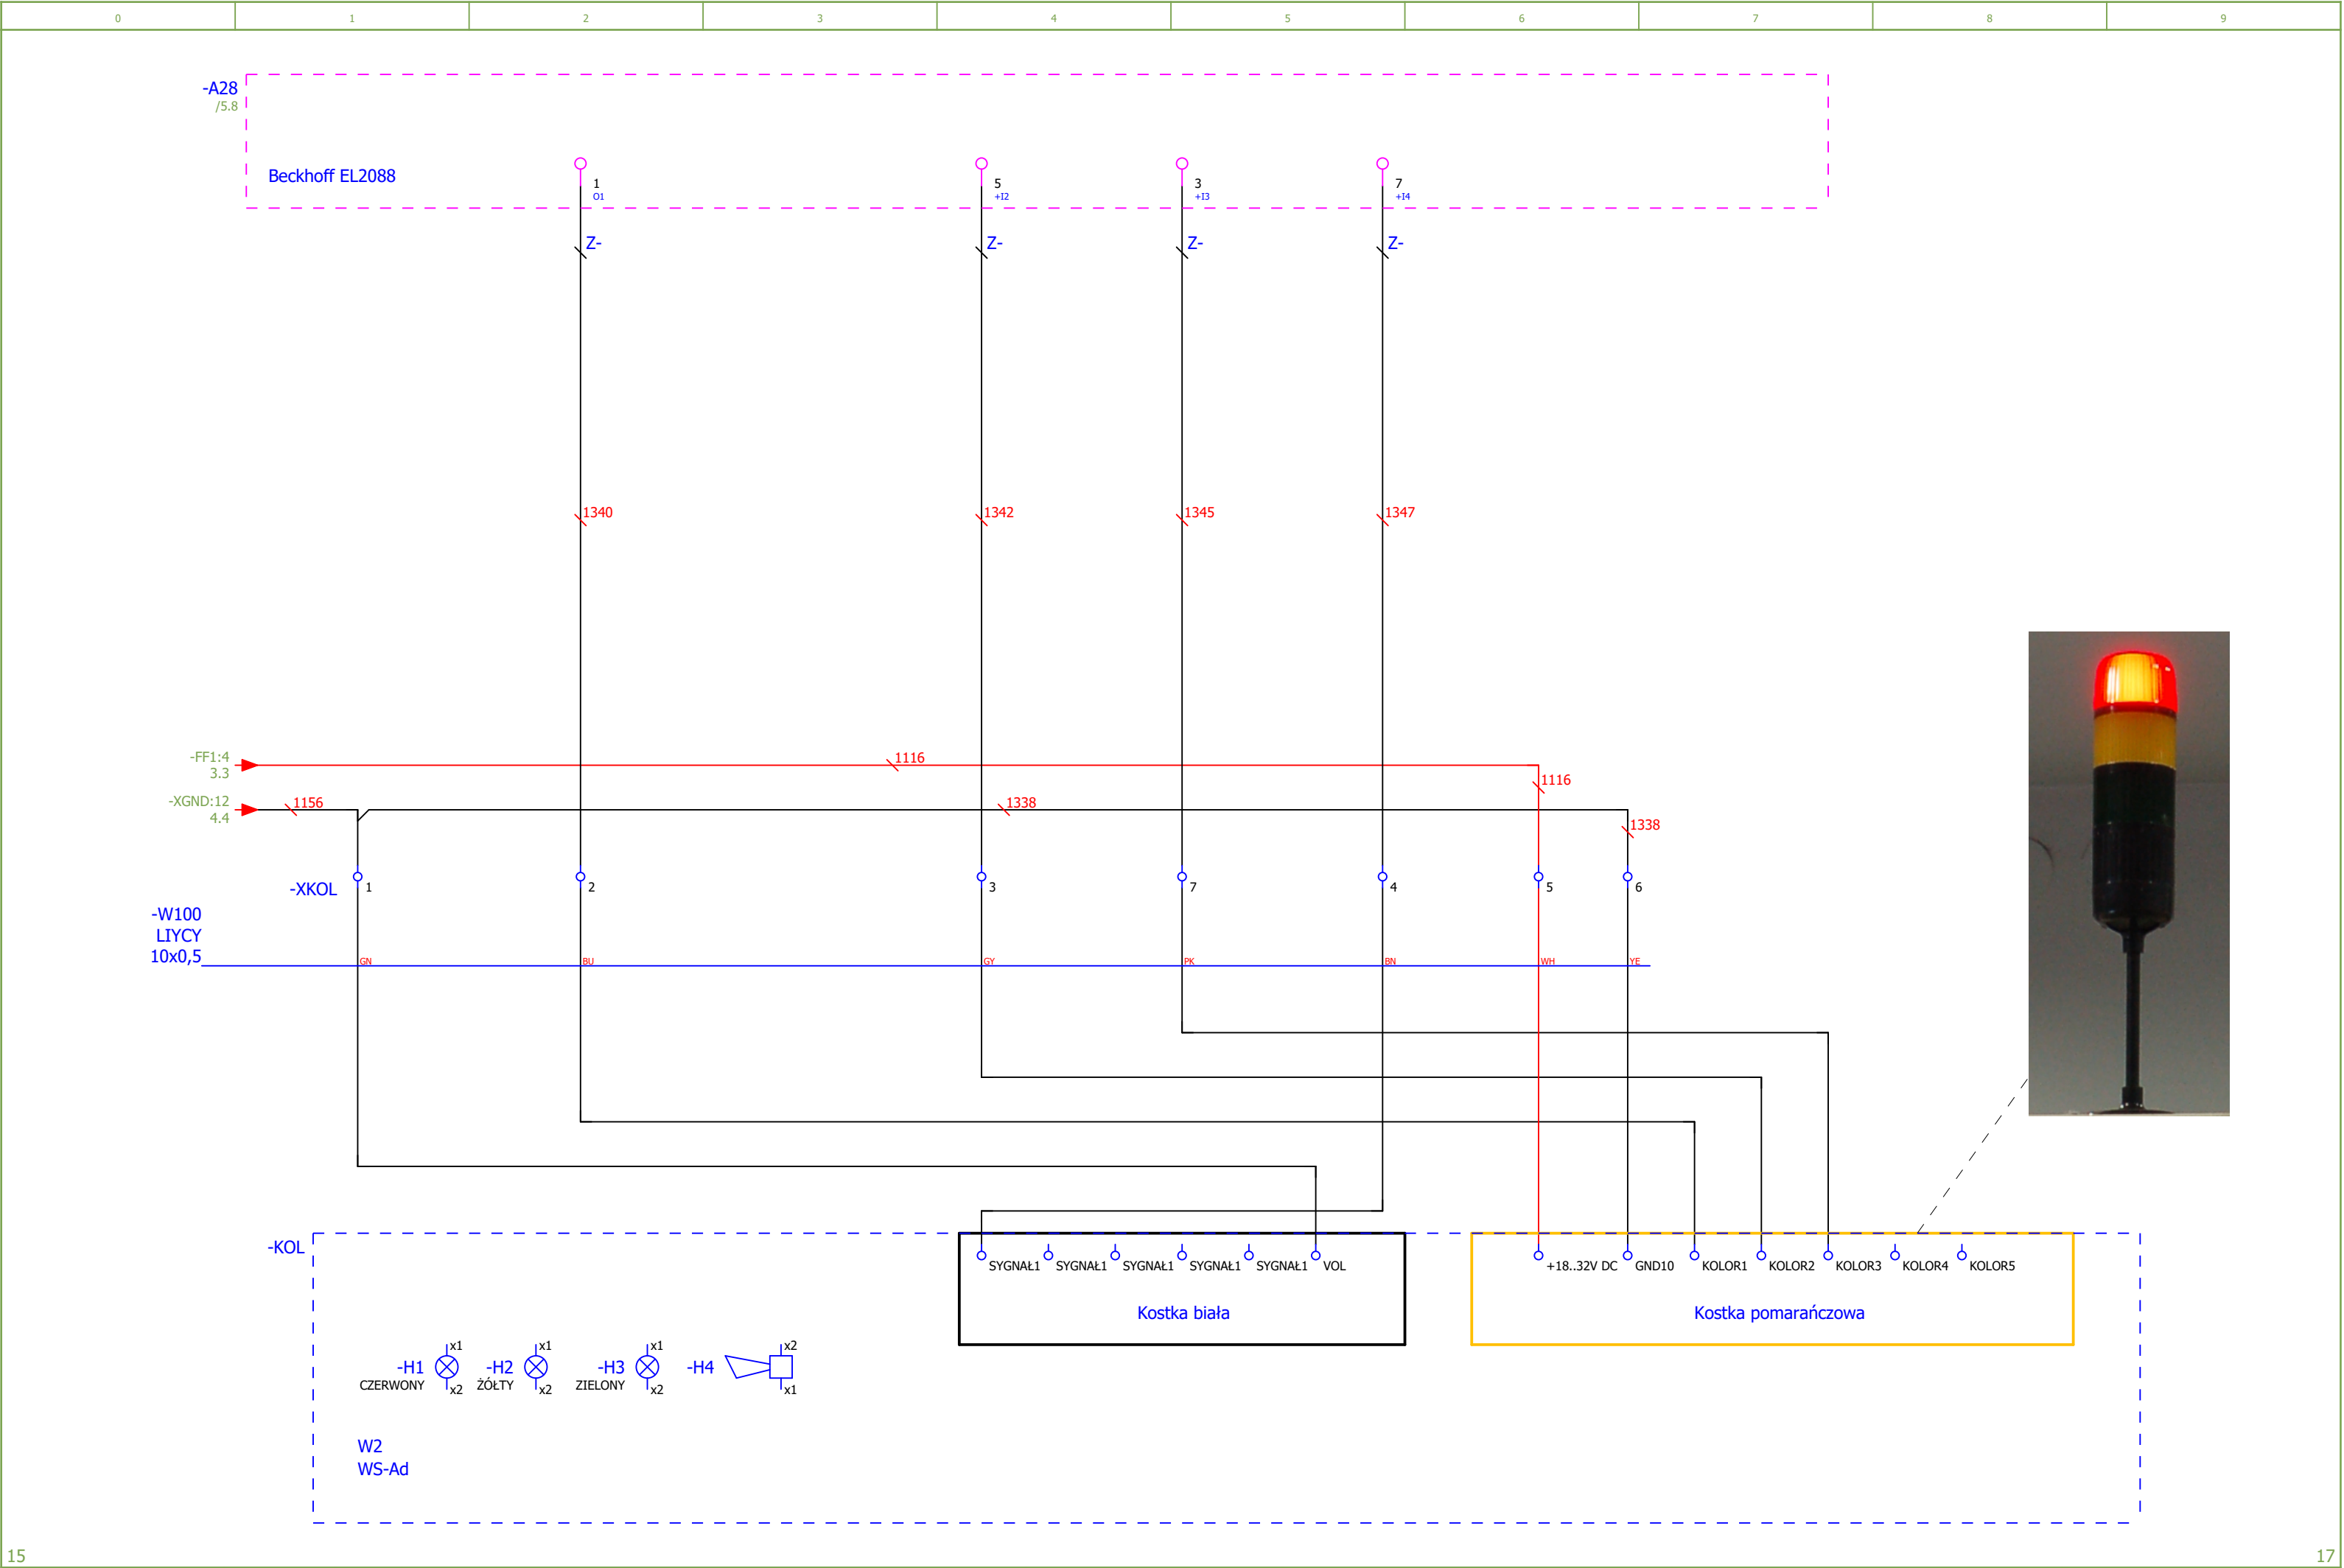 0 1 2 3 4 5 6 7 8 9
-A28
/5.8
Beckhoff EL2088
1 5 3 7
O1 +I2 +I3 +I4
Z- Z- Z- Z-
1340 1342 1345 1347
-FF1:4
3.3
1116
1116
-XGND:12
4.4
1156 1338
1338
-XKOL 1 2 3 7 4 5 6
-W100
LIYCY
10x0,5
GN BU GY PK BN WH YE
-KOL
SYGNAŁ1 SYGNAŁ1 SYGNAŁ1 SYGNAŁ1 SYGNAŁ1 VOL +18..32V DC GND10 KOLOR1 KOLOR2 KOLOR3 KOLOR4 KOLOR5
Kostka biała Kostka pomarańczowa
x1 x1 x1 x2
-H1 -H2 -H3 -H4
CZERWONY ŻÓŁTY ZIELONY
x2 x2 x2 x1
W2
WS-Ad
15 17